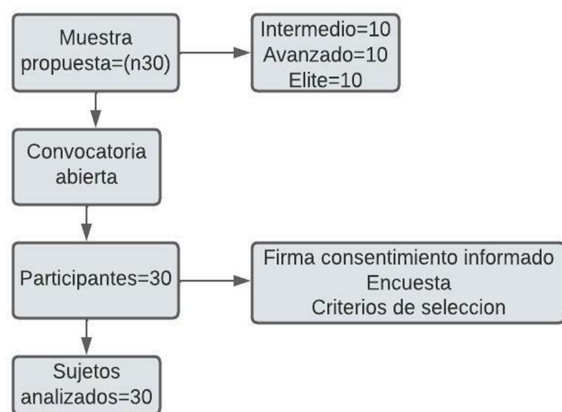 Muestra
propuesta=(n30)
Intermedio=10
Avanzado=10
Elite=10
Convocatoria
abierta
Participantes=30
Firma consentimiento informado
Encuesta
Criterios de seleccion
Sujetos
analizados=30